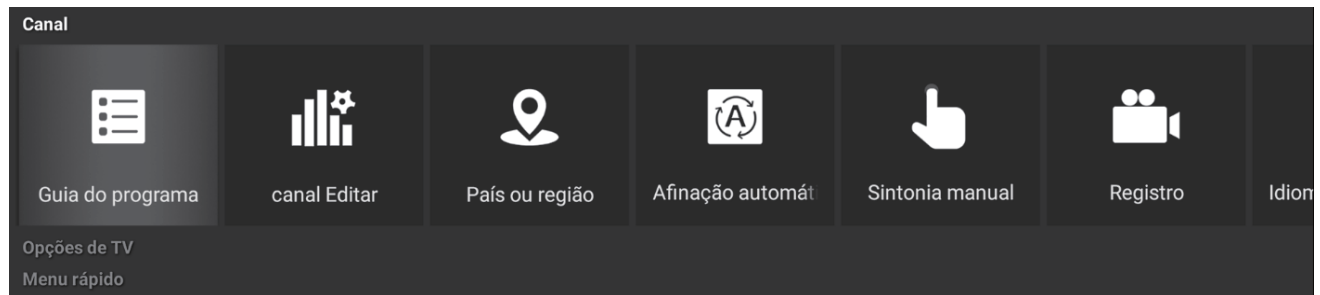 Canal
Guia do programa
canal Editar
País ou região
Afinação automát
Sintonia manual
Registro
Idiom
Opções de TV
Menu rápido